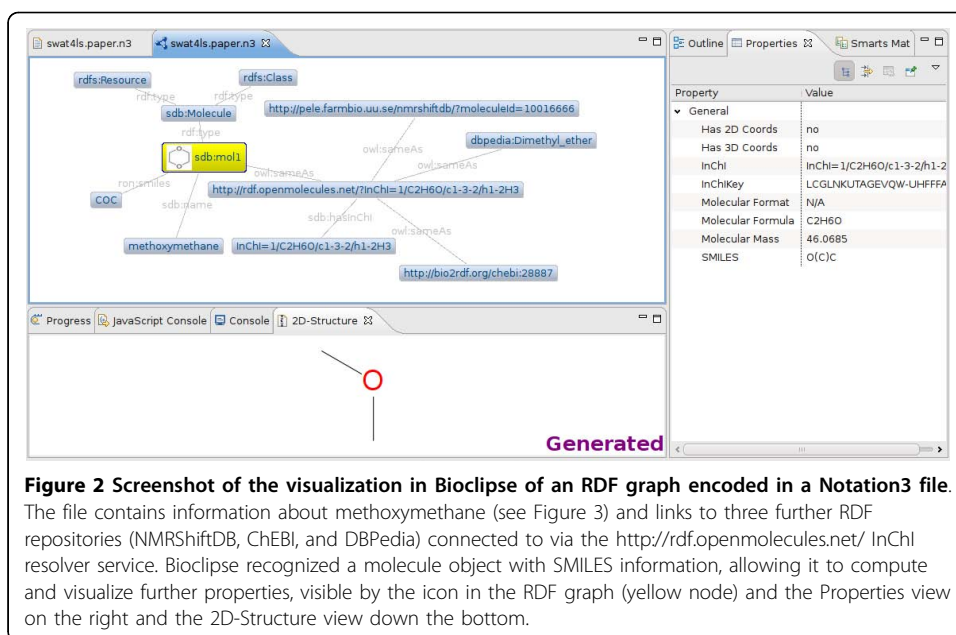 swat4ls.paper.n3
swat4ls.paper.n3
Outline
Properties
Smarts Mat
rdfs:Resource
rdfs:Class
rdf:type
rdf:type
http://pele.farmbio.uu.se/nmrshiftdb/?moleculeId=10016666
sdb:Molecule
rdf:type
owl:sameAs
dbpedia:Dimethyl_ether
sdb:mol1
owl:sameAs
owl:sameAs
ron:smiles
http://rdf.openmolecules.net/?InChI=1/C2H6O/c1-3-2/h1-2H3
COC
sdb:name
sdb:hasInChI
owl:sameAs
methoxymethane
InChI=1/C2H6O/c1-3-2/h1-2H3
http://bio2rdf.org/chebi:28887
Property Value
General
Has 2D Coords no
Has 3D Coords no
InChI InChI=1/C2H6O/c1-3-2
InChIKey LCGLNKUTAGEVQW-UHFFFA
Molecular Format N/A
Molecular Formula C2H6O
Molecular Mass 46.0685
SMILES O(C)C
Progress
JavaScript Console
Console
2D-Structure
O
Generated
Figure 2 Screenshot of the visualization in Bioclipse of an RDF graph encoded in a Notation3 file.
The file contains information about methoxymethane (see Figure 3) and links to three further RDF
repositories (NMRShiftDB, ChEBI, and DBPedia) connected to via the http://rdf.openmolecules.net/ InChI
resolver service. Bioclipse recognized a molecule object with SMILES information, allowing it to compute
and visualize further properties, visible by the icon in the RDF graph (yellow node) and the Properties view
on the right and the 2D-Structure view down the bottom.